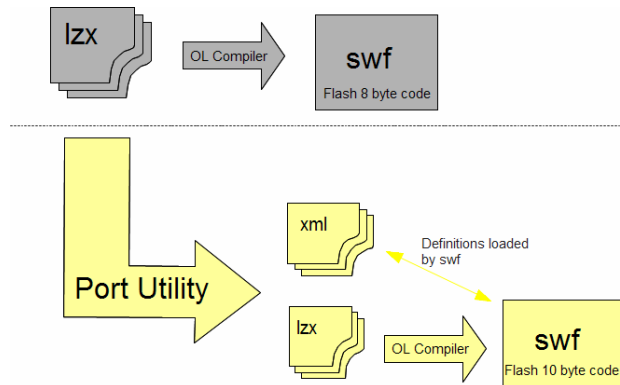 lzx
OL Compiler
swf
Flash 8 byte code
xml
Definitions loaded
by swf
Port Utility
lzx
OL Compiler
swf
Flash 10 byte code